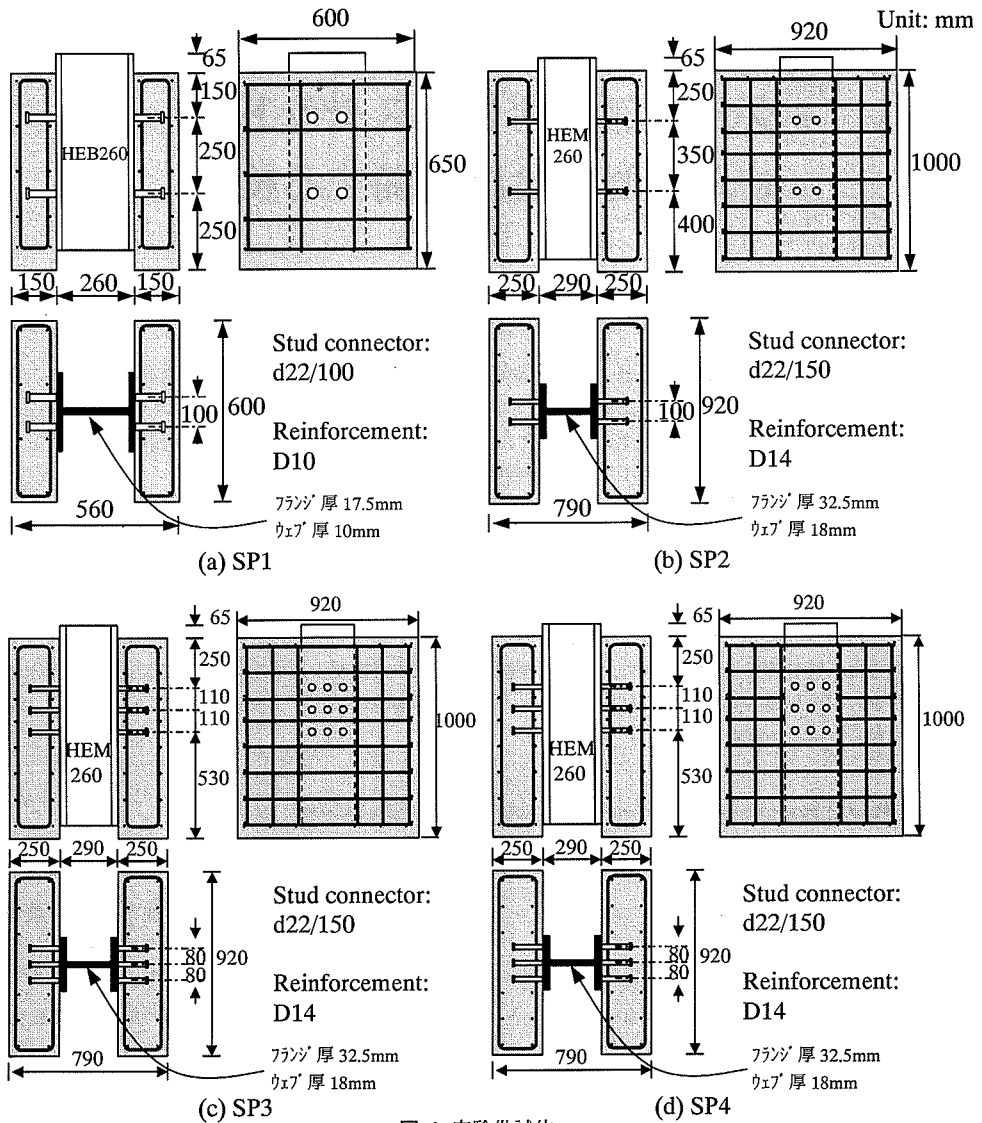 Unit: mm
600
65
150
250
250
HEB260
650
150 260 150
100
600
560
Stud connector:
d22/100
Reinforcement:
D10
フランジ厚 17.5mm
ウェブ厚 10mm
(a) SP1
920
65
250
350
400
HEM
260
1000
250 290 250
100
920
790
Stud connector:
d22/150
Reinforcement:
D14
フランジ厚 32.5mm
ウェブ厚 18mm
(b) SP2
920
65
250
110
110
530
HEM
260
1000
250 290 250
80
80
920
790
Stud connector:
d22/150
Reinforcement:
D14
フランジ厚 32.5mm
ウェブ厚 18mm
(c) SP3
920
65
250
110
110
530
HEM
260
1000
250 290 250
80
80
920
790
Stud connector:
d22/150
Reinforcement:
D14
フランジ厚 32.5mm
ウェブ厚 18mm
(d) SP4